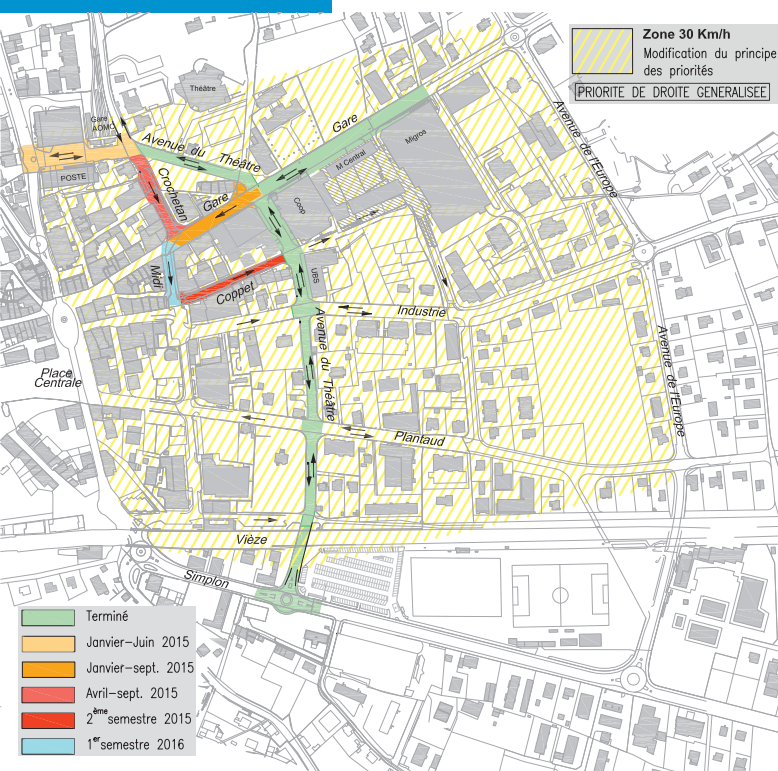 Zone 30 Km/h
Modification du principe
des priorités
PRIORITE DE DROITE GENERALISEE
Théâtre
Gare
AOMC
Avenue du Théâtre
Gare
M Central
Migros
Avenue de l'Europe
POSTE
Crochetan
Gare
Coop
Midi
Coppet
UBS
Industrie
Avenue du Théâtre
Avenue de l'Europe
Place
Centrale
Plantaud
Vièze
Simplon
Terminé
Janvier-Juin 2015
Janvier-sept. 2015
Avril-sept. 2015
2ème semestre 2015
1er semestre 2016